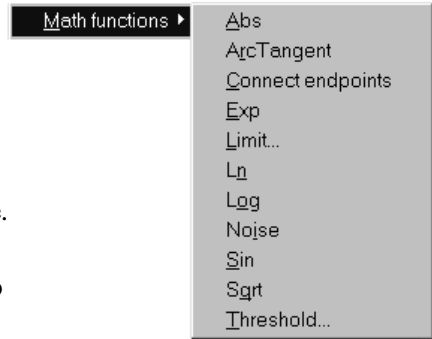 Math functions
Abs
ArcTangent
Connect endpoints
Exp
Limit...
Ln
Log
Noise
Sin
Sqrt
Threshold...